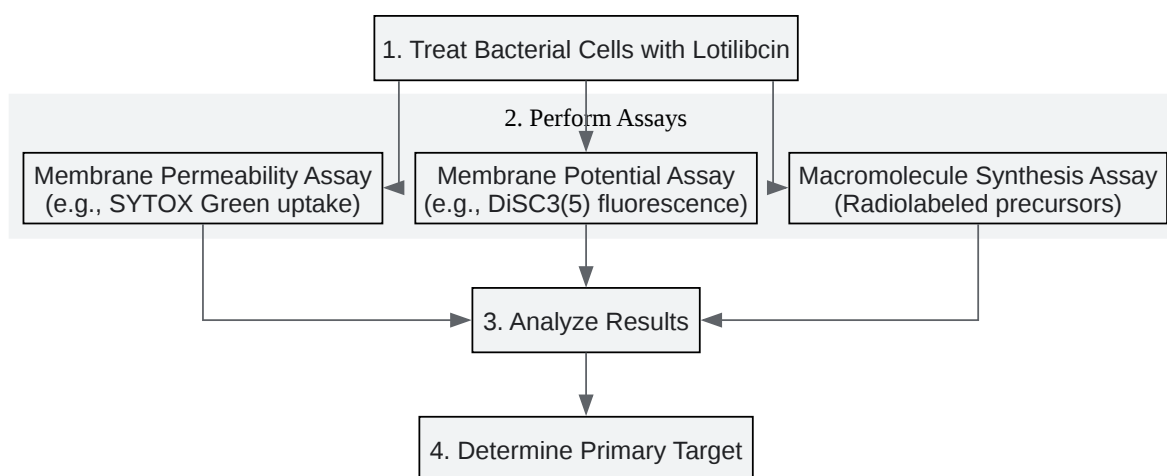 1. Treat Bacterial Cells with Lotilibcin
2. Perform Assays
Membrane Permeability Assay
(e.g., SYTOX Green uptake)
Membrane Potential Assay
(e.g., DiSC3(5) fluorescence)
Macromolecule Synthesis Assay
(Radiolabeled precursors)
3. Analyze Results
4. Determine Primary Target